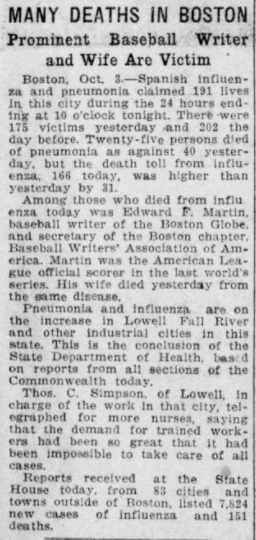 MANY DEATHS IN BOSTON
Prominent Baseball Writer
and Wife Are Victim
Boston, Oct. 3.—Spanish influen-
za and pneumonia claimed 191 lives
in this city during the 24 hours end-
ing at 10 o'clock tonight. There were
175 victims yesterday and 202 the
day before. Twenty-five persons died
of pneumonia as against 40 yester-
day, but the death toll from influ-
enza, 166 today, was higher than
yesterday by 31.
Among those who died from influ
enza today was Edward F. Martin,
baseball writer of the Boston Globe,
and secretary of the Boston chapter,
Baseball Writers' Association of Am-
erica. Martin was the American Lea-
gue official scorer in the last world's
series. His wife died yesterday from
the same disease.
Pneumonia and influenza are on
the increase in Lowell Fall River
and other industrial cities in this
state. This is the conclusion of the
State Department of Health, based
on reports from all sections of the
Commonwealth today.
Thos. C. Simpson, of Lowell, in
charge of the work in that city, tel-
egraphed for more nurses, saying
that the demand for trained work-
ers had been so great that it had
been impossible to take care of all
cases.
Reports received at the State
House today, from 83 cities and
towns outside of Boston, listed 7,824
new cases of influenza and 151
deaths.